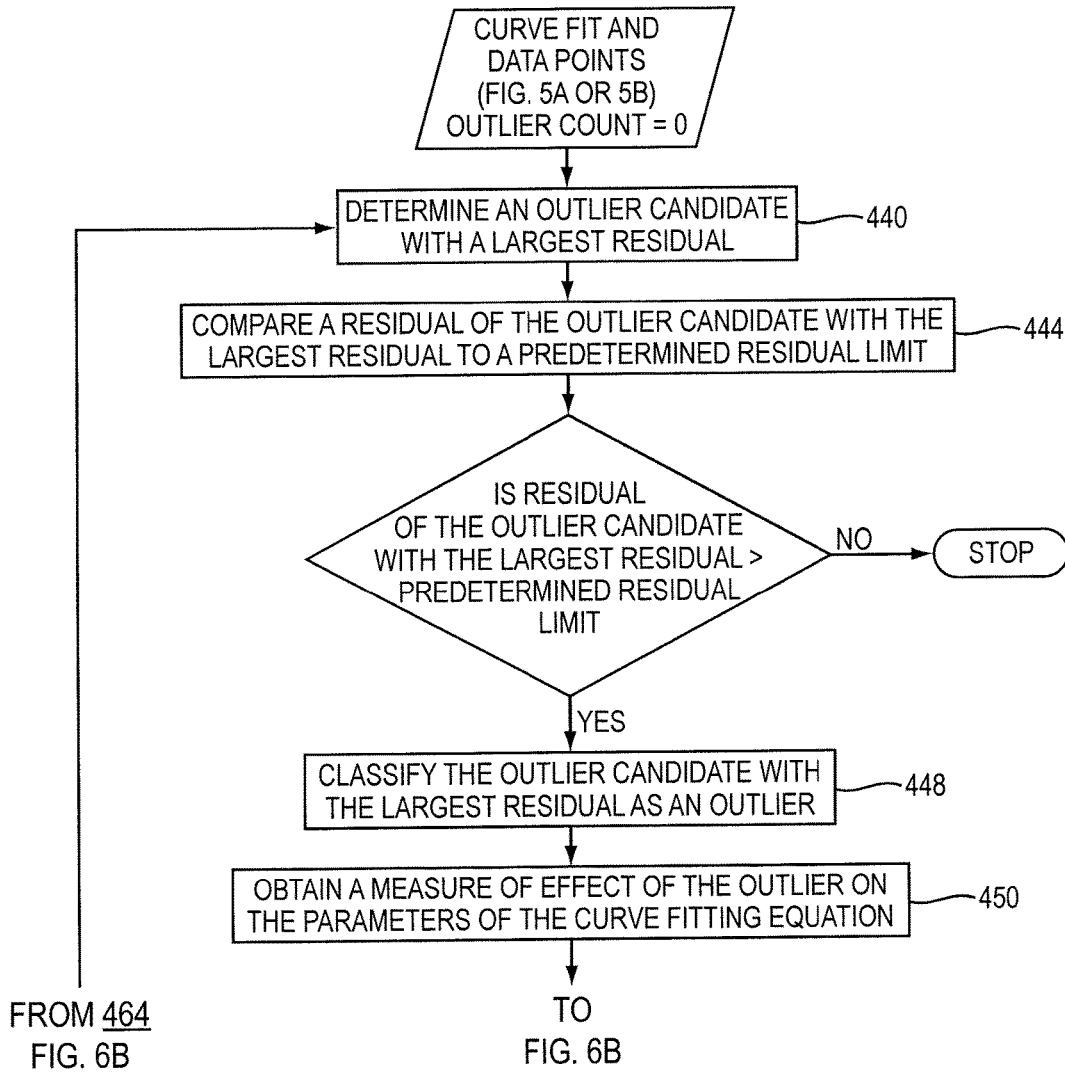 CURVE FIT AND
DATA POINTS
(FIG. 5A OR 5B)
OUTLIER COUNT = 0
DETERMINE AN OUTLIER CANDIDATE
WITH A LARGEST RESIDUAL
440
COMPARE A RESIDUAL OF THE OUTLIER CANDIDATE WITH THE
LARGEST RESIDUAL TO A PREDETERMINED RESIDUAL LIMIT
444
IS RESIDUAL
OF THE OUTLIER CANDIDATE
WITH THE LARGEST RESIDUAL >
PREDETERMINED RESIDUAL
LIMIT
NO
STOP
YES
CLASSIFY THE OUTLIER CANDIDATE WITH
THE LARGEST RESIDUAL AS AN OUTLIER
448
OBTAIN A MEASURE OF EFFECT OF THE OUTLIER ON
THE PARAMETERS OF THE CURVE FITTING EQUATION
450
FROM 464
FIG. 6B
TO
FIG. 6B